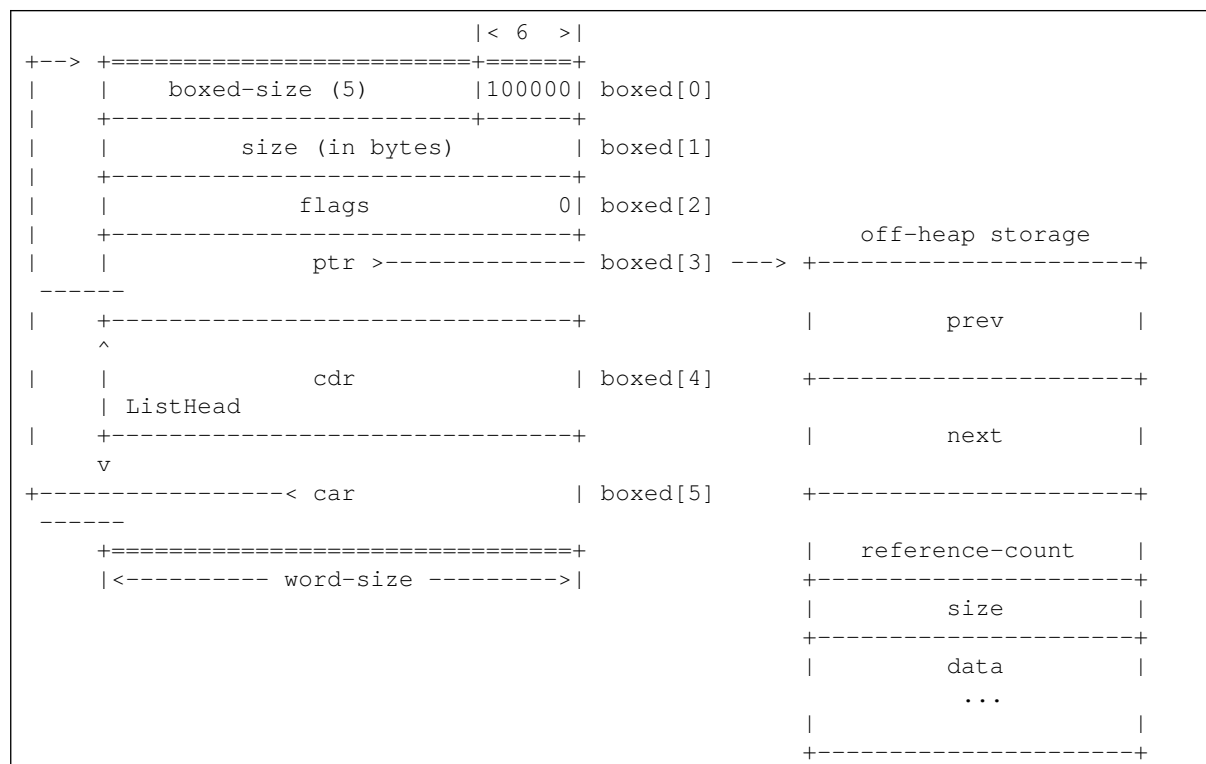 |< 6  >|
+--> +=========================+======+
|    |    boxed-size (5)       |100000| boxed[0]
|    +-------------------------+------+
|    |         size (in bytes)        | boxed[1]
|    +--------------------------------+
|    |             flags             0| boxed[2]
|    +--------------------------------+                   off-heap storage
|    |              ptr >-------------- boxed[3] ---> +----------------------+
 ------
|    +--------------------------------+               |         prev         |
     ^
|    |              cdr               | boxed[4]      +----------------------+
     | ListHead
|    +--------------------------------+               |         next         |
     v
+-----------------< car               | boxed[5]      +----------------------+
 ------
     +================================+               |   reference-count    |
     |<---------- word-size --------->|               +----------------------+
                                                      |         size         |
                                                      +----------------------+
                                                      |         data         |
                                                                 ...
                                                      |                      |
                                                      +----------------------+